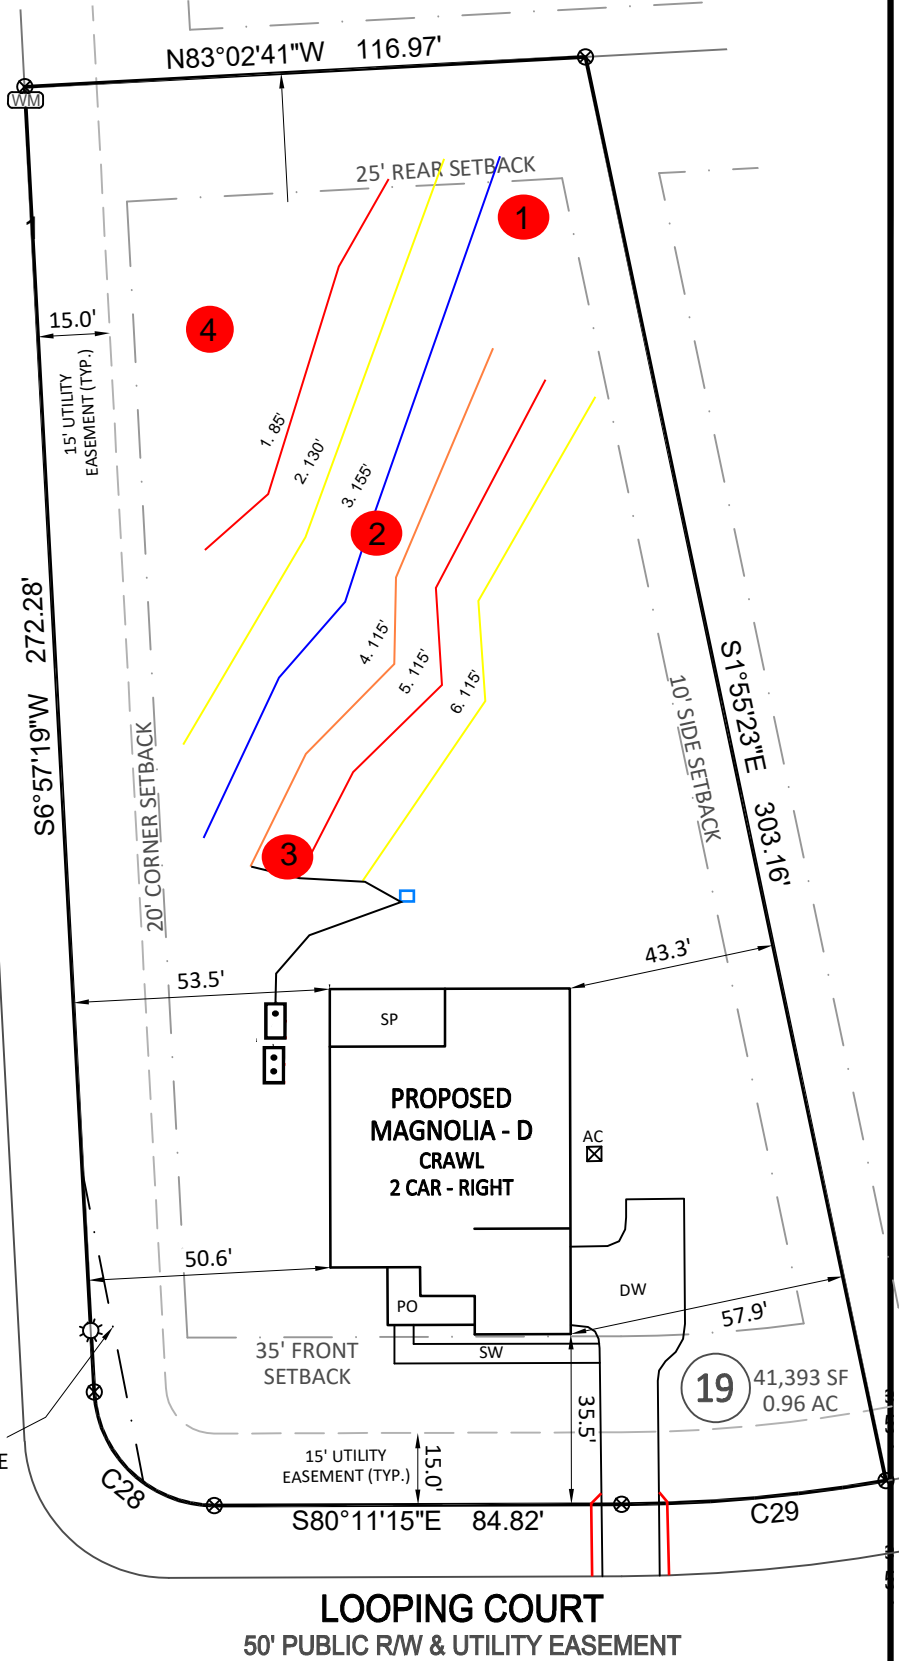 N83°02'41"W 116.97'
WM
25' REAR SETBACK
1
4
15.0'
15' UTILITY
EASEMENT (TYP.)
1. 85'
2. 130'
3. 155'
2
4. 115'
5. 115'
6. 115'
S6°57'19"W 272.28'
20' CORNER SETBACK
10' SIDE SETBACK
S1°55'23"E 303.16'
3
53.5'
43.3'
SP
PROPOSED
MAGNOLIA - D
CRAWL
2 CAR - RIGHT
AC
50.6'
DW
PO
SW
57.9'
35' FRONT
SETBACK
35.5'
19
41,393 SF
0.96 AC
E
15' UTILITY
EASEMENT (TYP.)
15.0'
C28
S80°11'15"E 84.82'
C29
LOOPING COURT
50' PUBLIC R/W & UTILITY EASEMENT